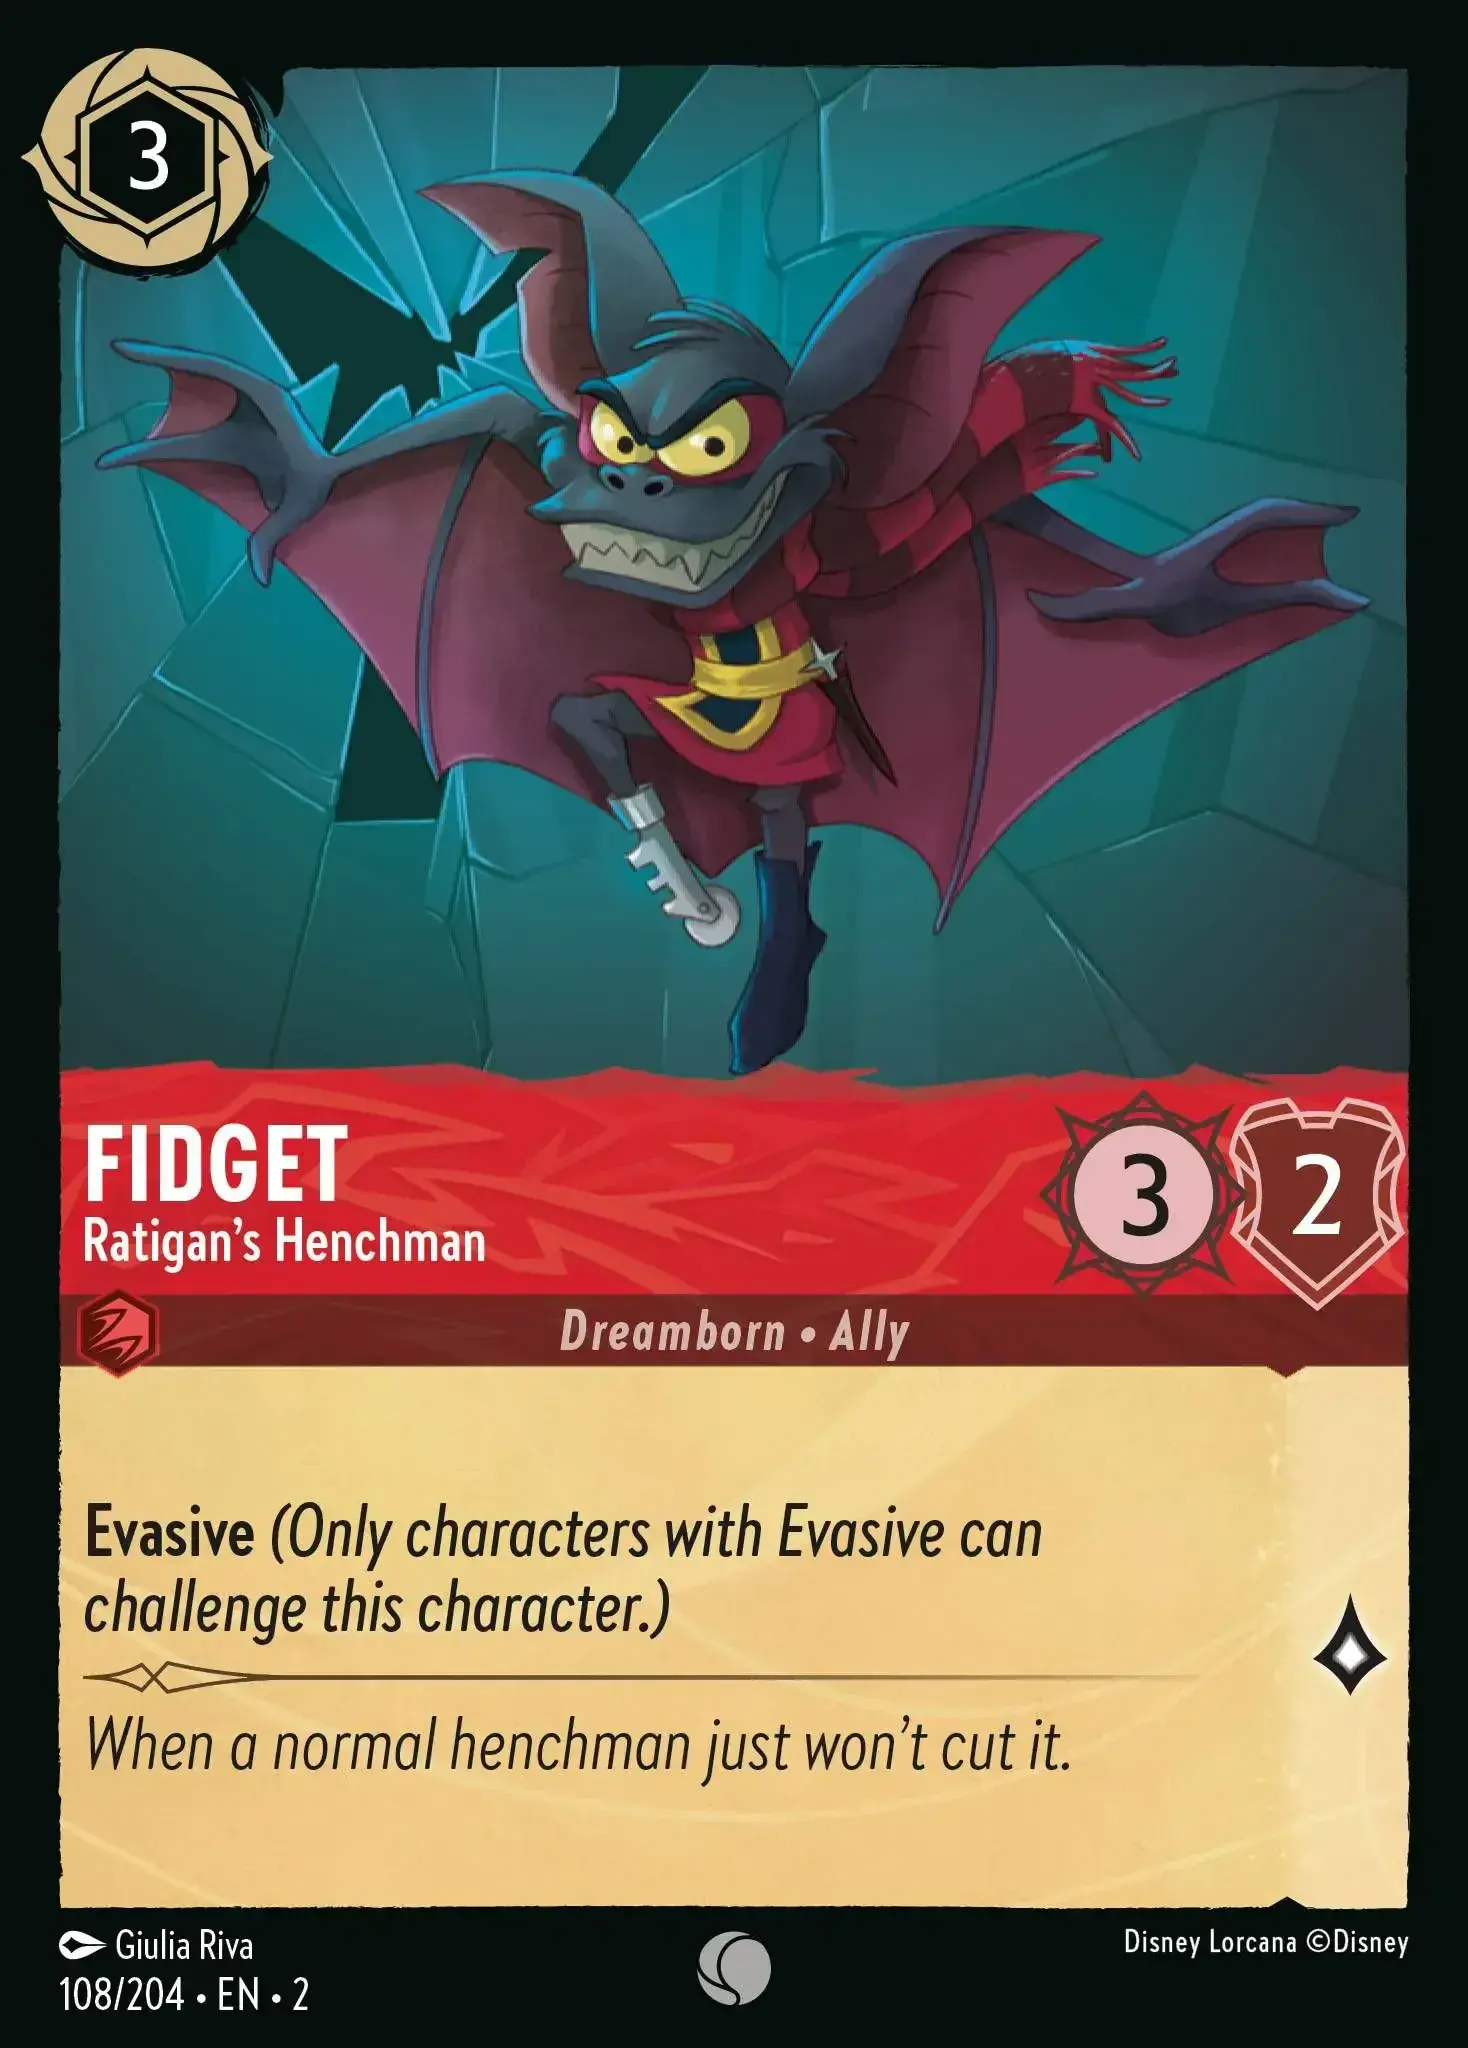 3
FIDGET
Ratigan's Henchman
3
2
Dreamborn • Ally
Evasive (Only characters with Evasive can
challenge this character.)
When a normal henchman just won't cut it.
Giulia Riva
Disney Lorcana ©Disney
108/204 • EN • 2